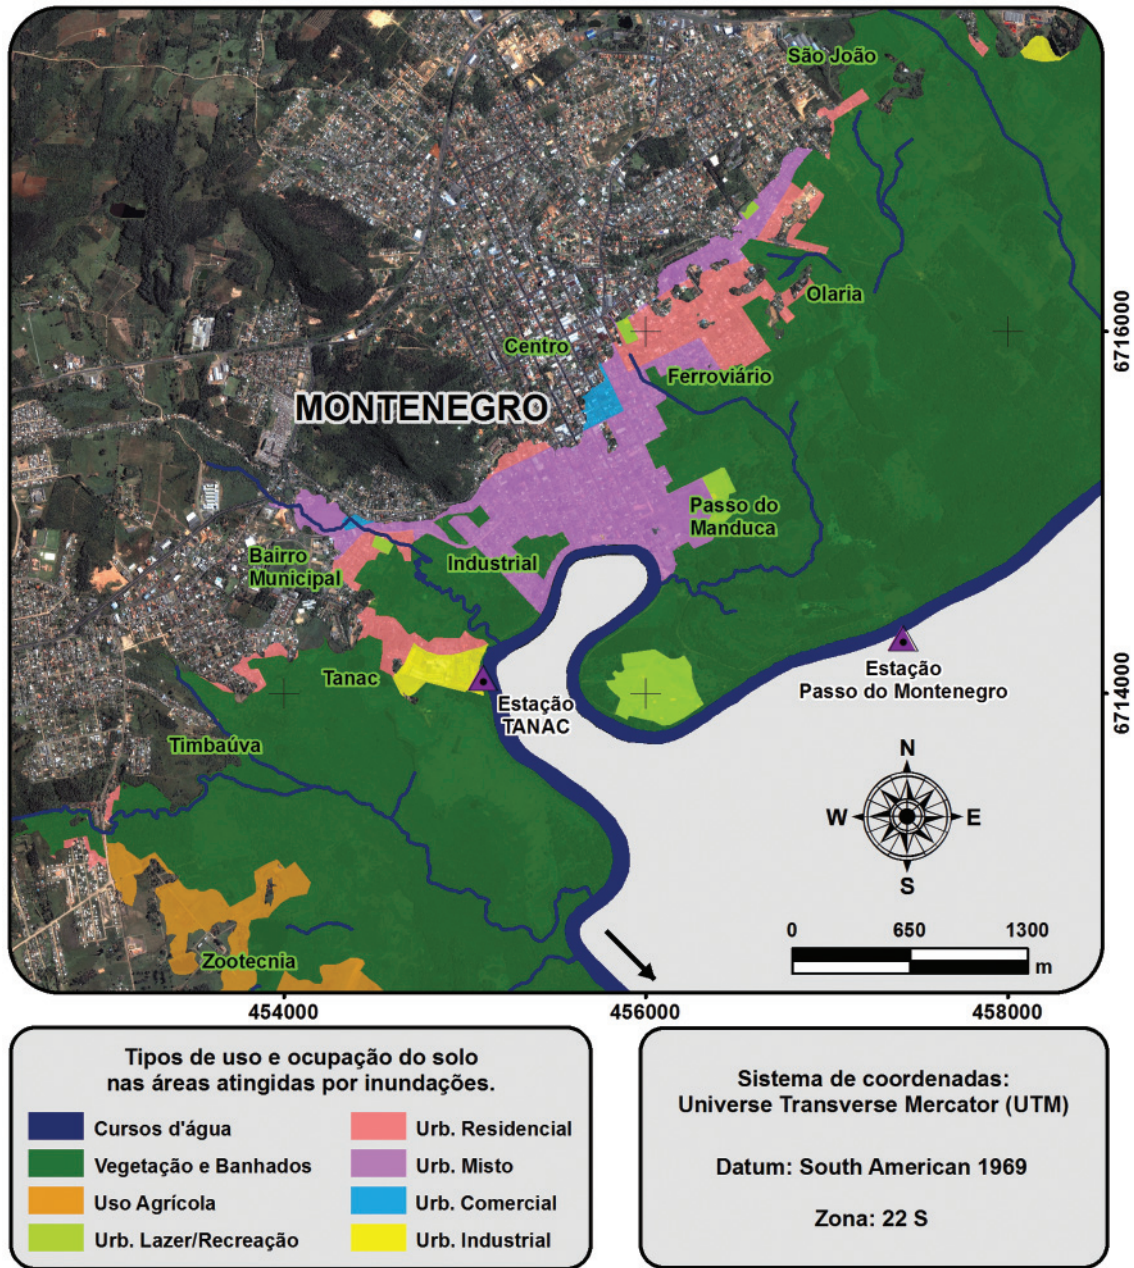 São João
Olaria
6716000
Centro
Ferroviário
MONTENEGRO
Passo do
Manduca
Bairro
Municipal
Industrial
Estação
Passo do Montenegro
Tanac
Estação
TANAC
6714000
Timbaúva
N
W
E
S
Zootecnia
0
650
1300
m
454000
456000
458000
Tipos de uso e ocupação do solo
nas áreas atingidas por inundações.
Cursos d'água
Vegetação e Banhados
Uso Agrícola
Urb. Lazer/Recreação
Urb. Residencial
Urb. Misto
Urb. Comercial
Urb. Industrial
Sistema de coordenadas:
Universe Transverse Mercator (UTM)
Datum: South American 1969
Zona: 22 S